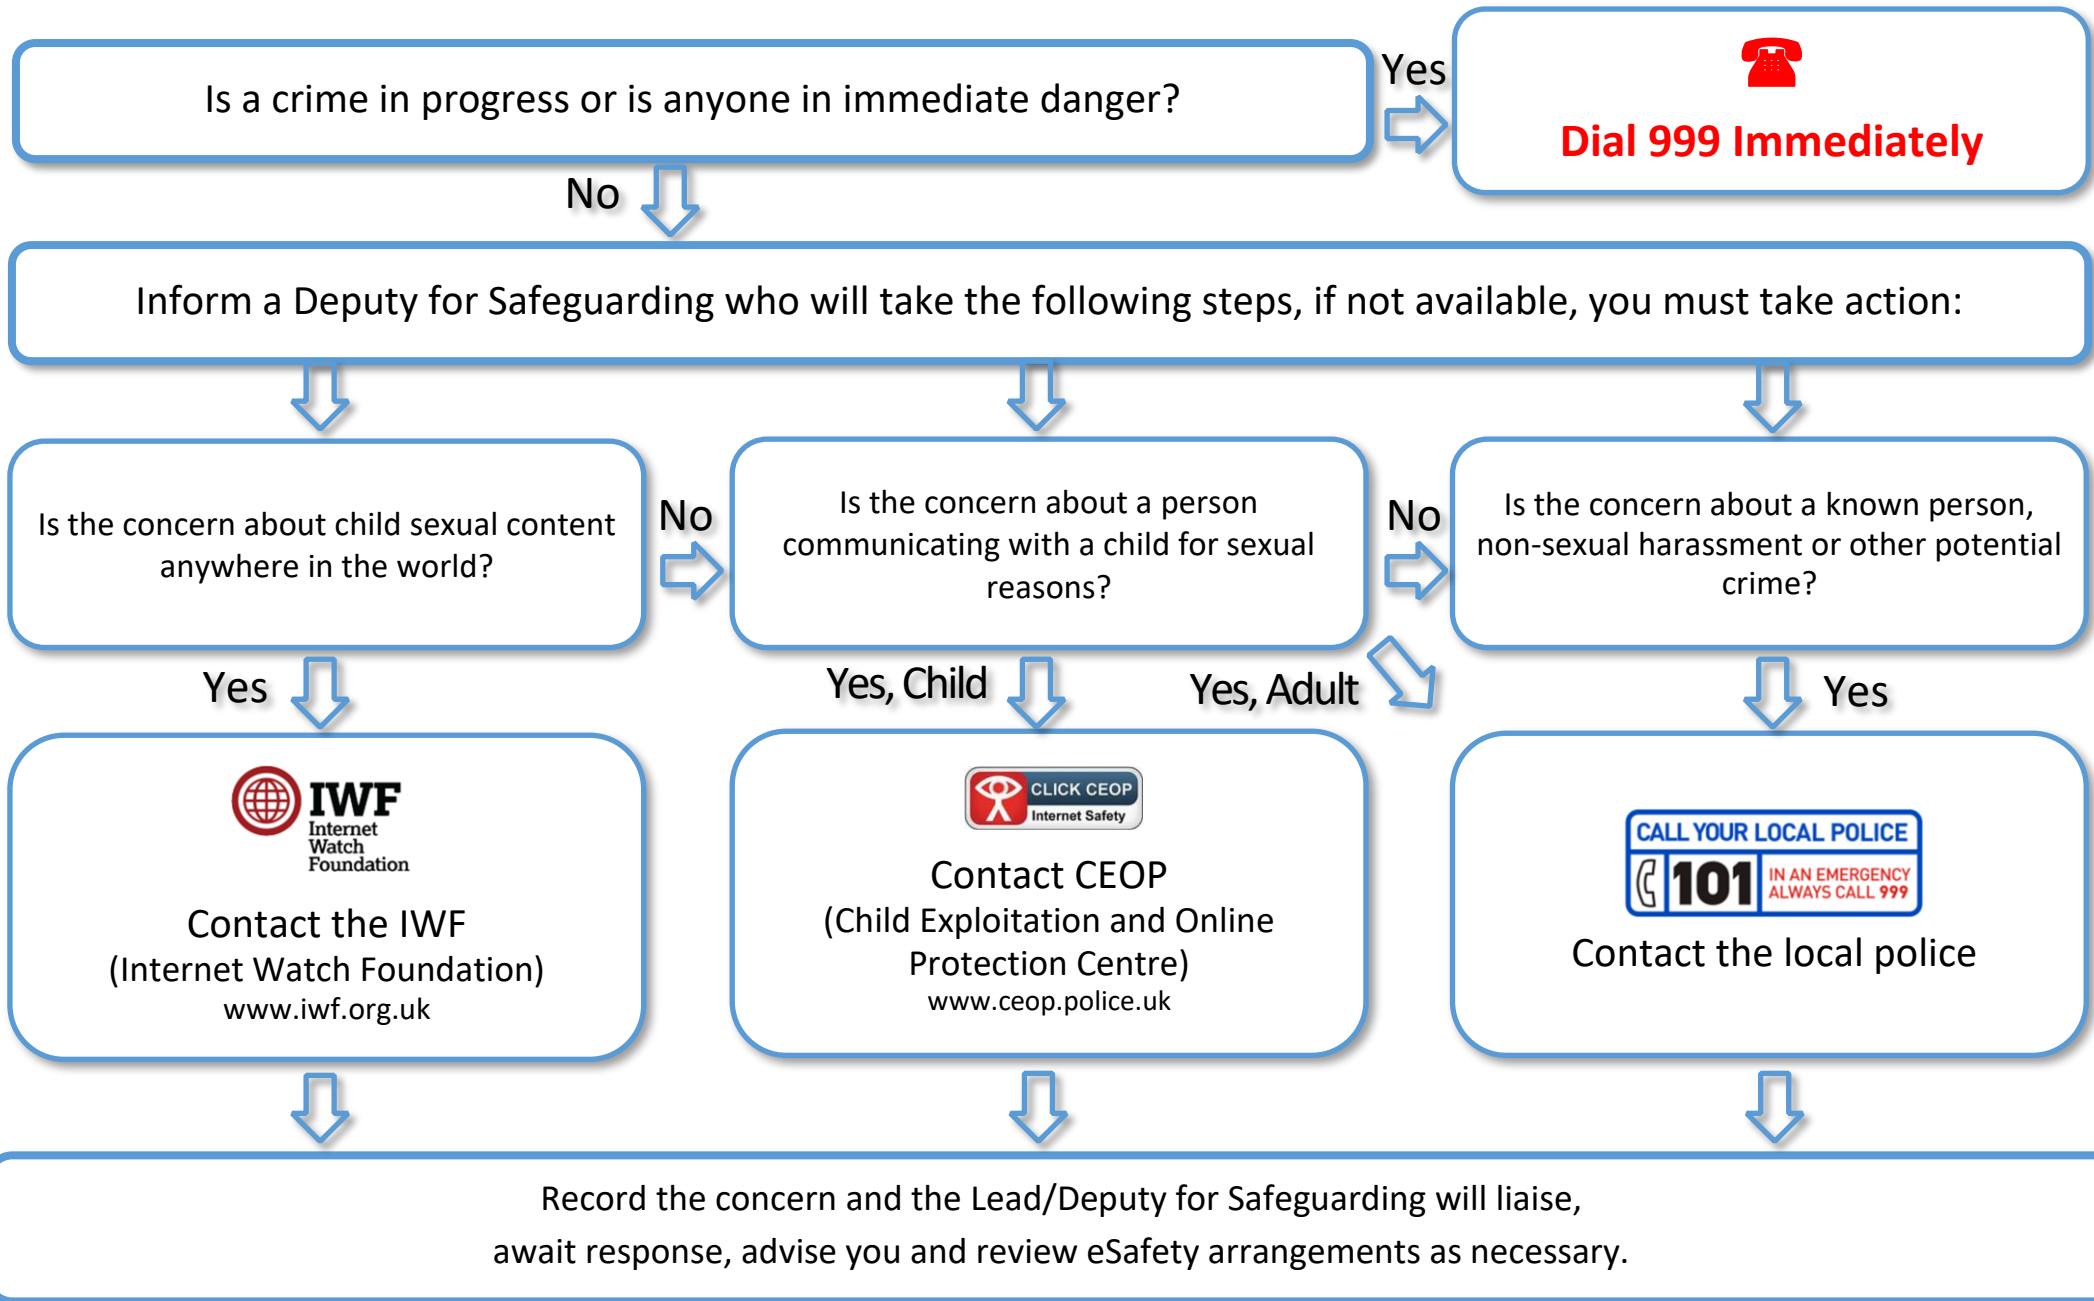 Is a crime in progress or is anyone in immediate danger?
Yes
Dial 999 Immediately
No
Inform a Deputy for Safeguarding who will take the following steps, if not available, you must take action:
Is the concern about child sexual content
anywhere in the world?
No
Is the concern about a person
communicating with a child for sexual
reasons?
No
Is the concern about a known person,
non-sexual harassment or other potential
crime?
Yes
Yes, Child
Yes, Adult
Yes
IWF
Internet
Watch
Foundation
Contact the IWF
(Internet Watch Foundation)
www.iwf.org.uk
CLICK CEOP
Internet Safety
Contact CEOP
(Child Exploitation and Online
Protection Centre)
www.ceop.police.uk
CALL YOUR LOCAL POLICE
101
IN AN EMERGENCY
ALWAYS CALL 999
Contact the local police
Record the concern and the Lead/Deputy for Safeguarding will liaise,
await response, advise you and review eSafety arrangements as necessary.